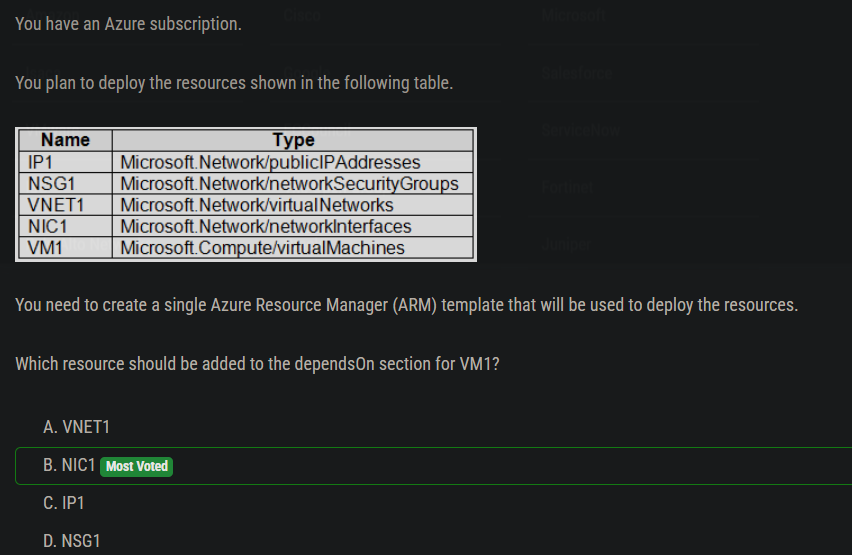 You have an Azure subscription.
You plan to deploy the resources shown in the following table.
Name Type
IP1 Microsoft.Network/publicIPAddresses
NSG1 Microsoft.Network/networkSecurityGroups
VNET1 Microsoft.Network/virtualNetworks
NIC1 Microsoft.Network/networkInterfaces
VM1 Microsoft.Compute/virtualMachines
You need to create a single Azure Resource Manager (ARM) template that will be used to deploy the resources.
Which resource should be added to the dependsOn section for VM1?
A. VNET1
B. NIC1 Most Voted
C. IP1
D. NSG1